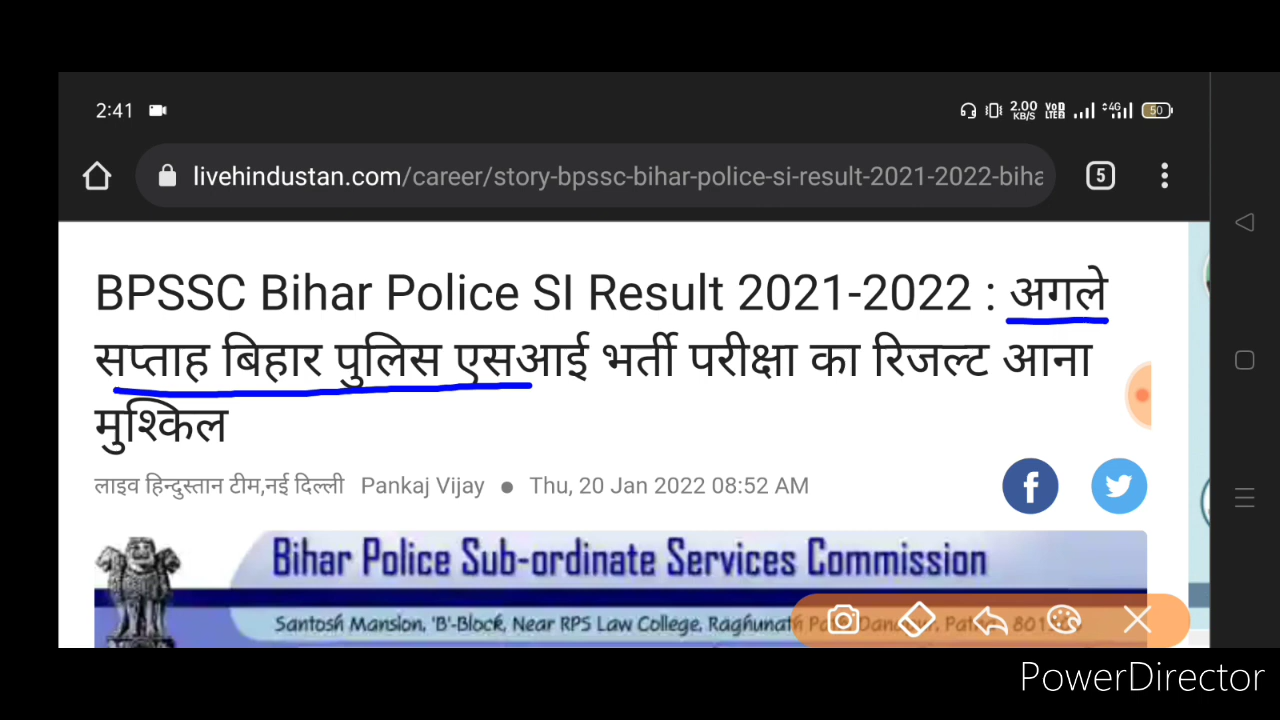 2:41 2.00 KB/S VoD LTE2 4G 50
livehindustan.com/career/story-bpssc-bihar-police-si-result-2021-2022-biha 5
BPSSC Bihar Police SI Result 2021-2022 : अगले
सप्ताह बिहार पुलिस एसआई भर्ती परीक्षा का रिजल्ट आना
मुश्किल
लाइव हिन्दुस्तान टीम,नई दिल्ली Pankaj Vijay ● Thu, 20 Jan 2022 08:52 AM
Bihar Police Sub-ordinate Services Commission
Santosh Mansion, 'B'-Block, Near RPS Law College, Raghunath
PowerDirector